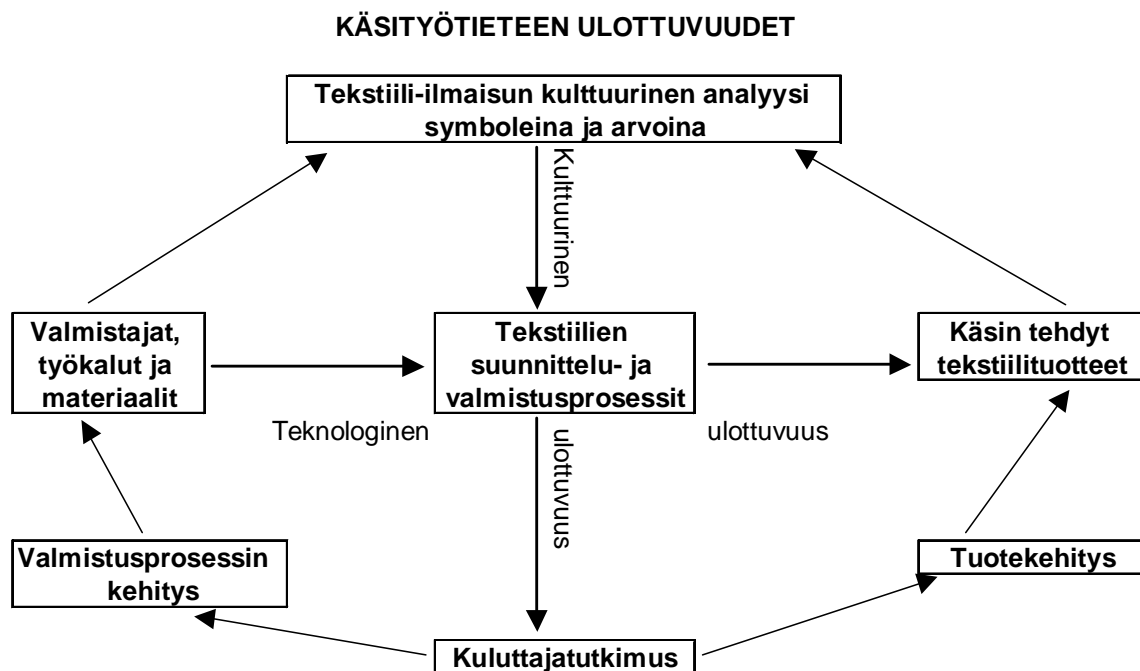 KÄSITYÖTIETEEN ULOTTUVUUDET
Tekstiili-ilmaisun kulttuurinen analyysi
symboleina ja arvoina
Kulttuurinen
Valmistajat,
työkalut ja
materiaalit
Tekstiilien
suunnittelu- ja
valmistusprosessit
Käsin tehdyt
tekstiilituotteet
Teknologinen
ulottuvuus
ulottuvuus
Valmistusprosessin
kehitys
Tuotekehitys
Kuluttajatutkimus